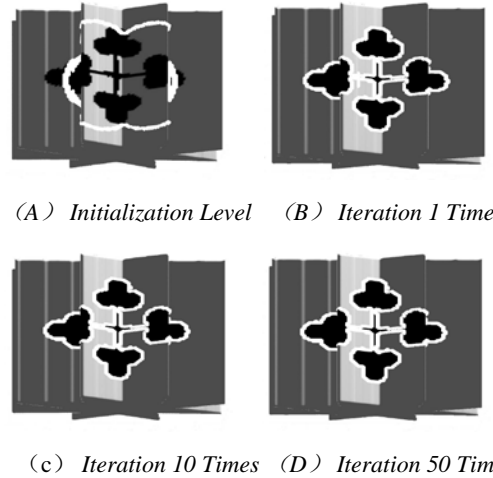 （A） Initialization Level
（B） Iteration 1 Time
（c） Iteration 10 Times
（D） Iteration 50 Tim